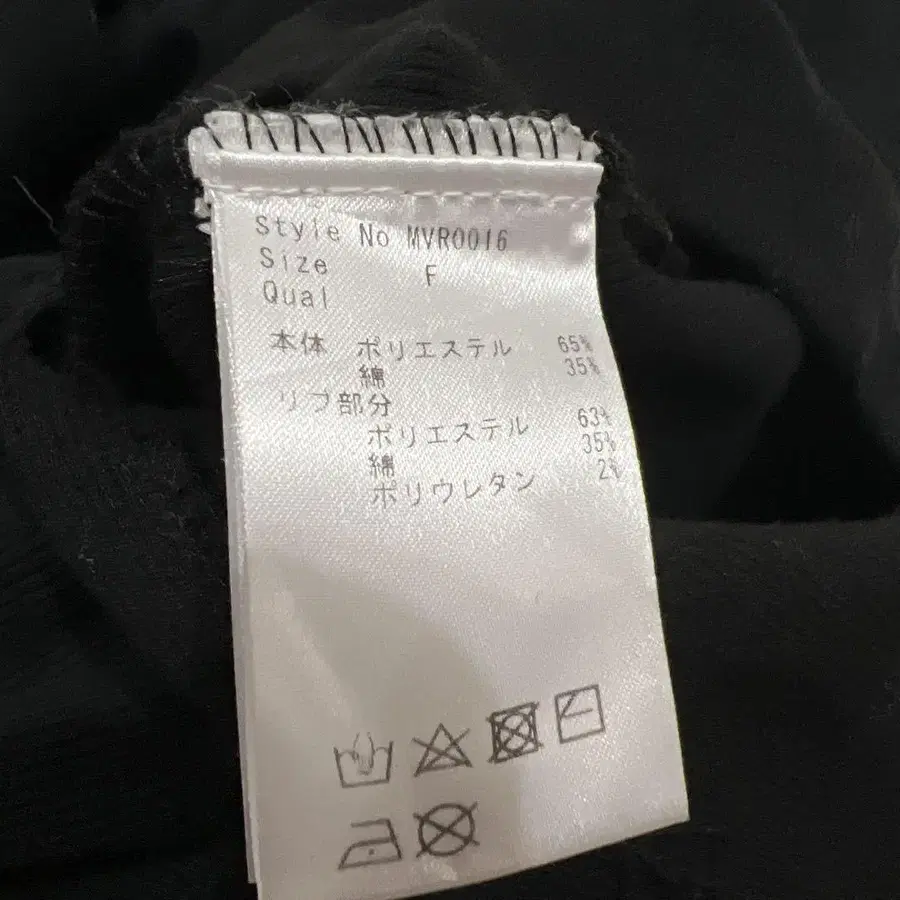 Style No MVR0016
Size F
Qual
本体 ポリエステル 65%
綿 35%
リブ部分
ポリエステル 63%
綿 35%
ポリウレタン 2%